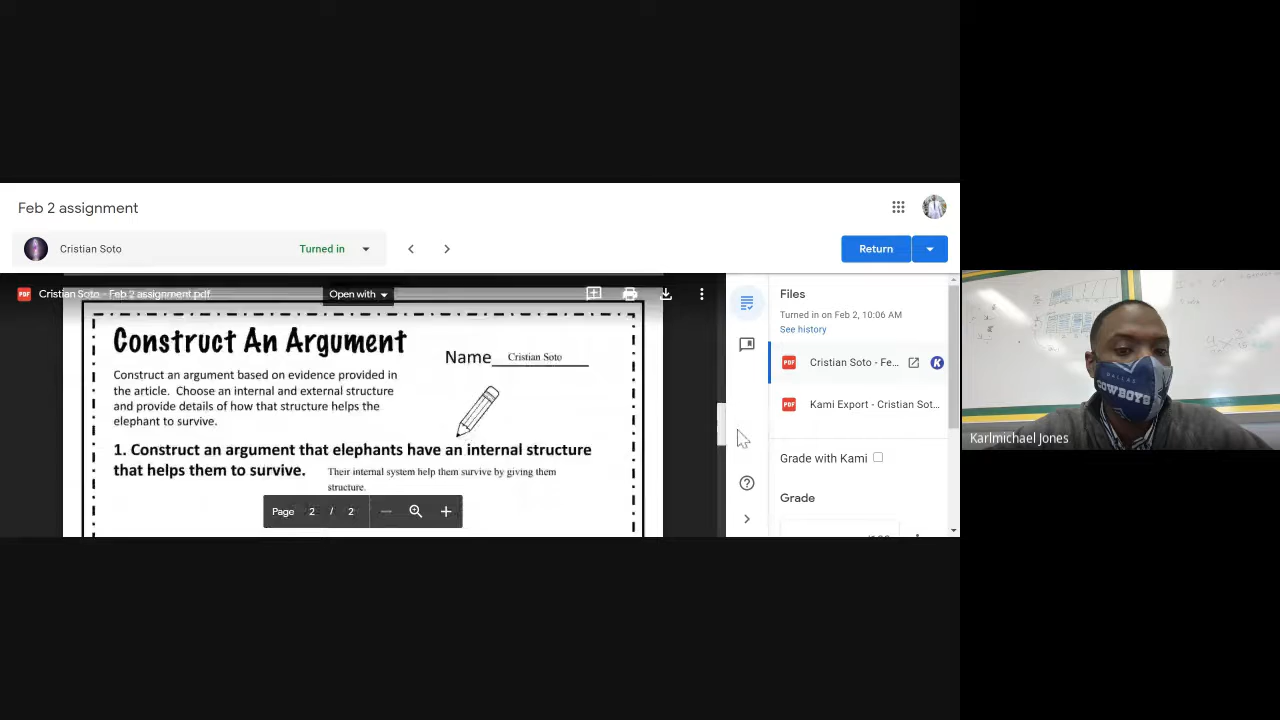 Feb 2 assignment
Cristian Soto
Turned in
Return
PDF
Cristian Soto - Feb 2 assignment.pdf
Open with
Construct An Argument
Name
Cristian Soto
Construct an argument based on evidence provided in
the article. Choose an internal and external structure
and provide details of how that structure helps the
elephant to survive.
1. Construct an argument that elephants have an internal structure
that helps them to survive.
Their internal system help them survive by giving them
structure.
Page 2 / 2
Files
Turned in on Feb 2, 10:06 AM
See history
PDF
Cristian Soto - Fe...
K
PDF
Kami Export - Cristian Sot...
Grade with Kami
Grade
DALLAS
COWBOYS
Karlmichael Jones